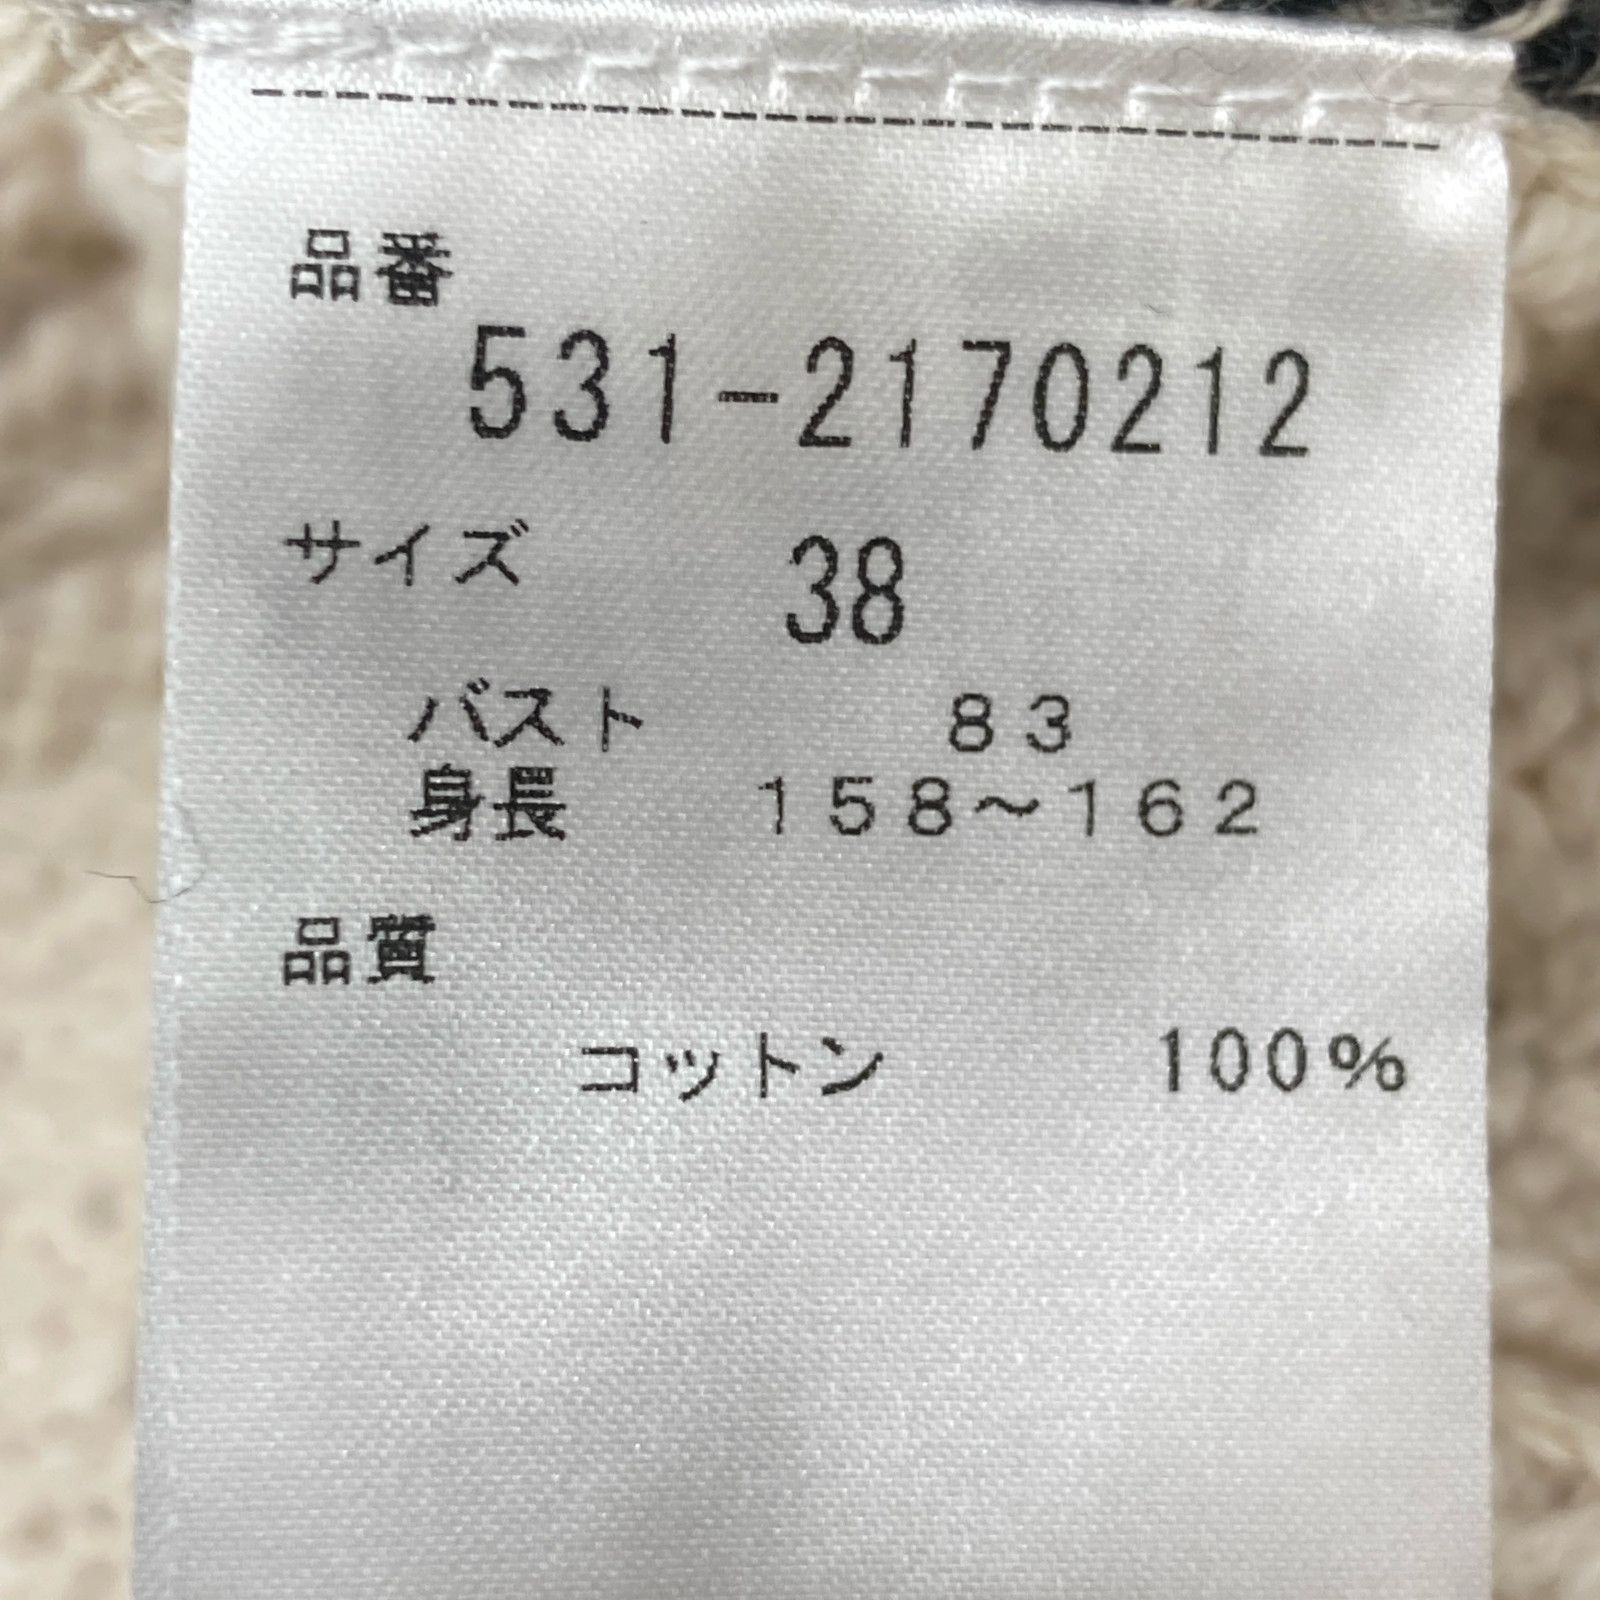 品番
531-2170212
サイズ 38
バスト 83
身長 158～162
品質
コットン 100%